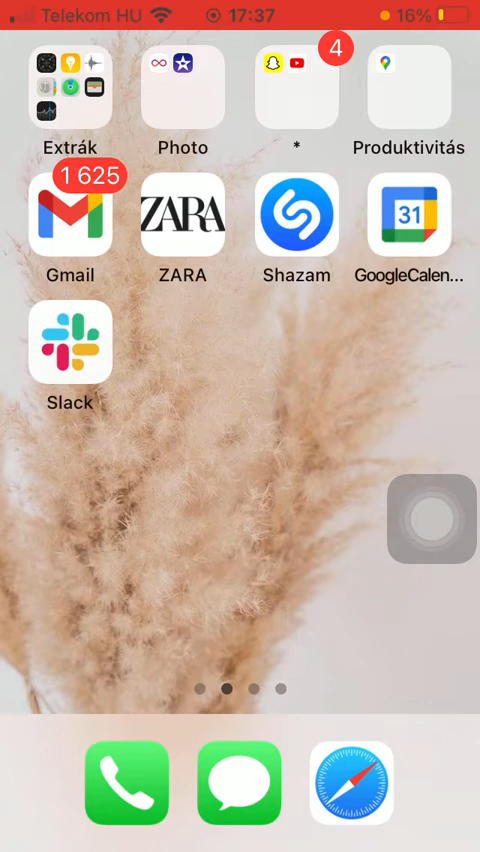 Telekom HU 17:37 16%
4
Extrák Photo * Produktivitás
1 625
ZARA
31
Gmail ZARA Shazam GoogleCalen...
Slack